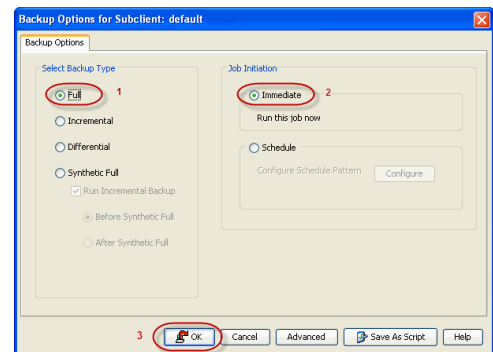 Backup Options for Subclient: default
Backup Options
Select Backup Type
Full
1
Incremental
Differential
Synthetic Full
Run Incremental Backup
Before Synthetic Full
After Synthetic Full
Job Initiation
Immediate
2
Run this job now
Schedule
Configure Schedule Pattern
Configure
3
OK
Cancel
Advanced
Save As Script
Help